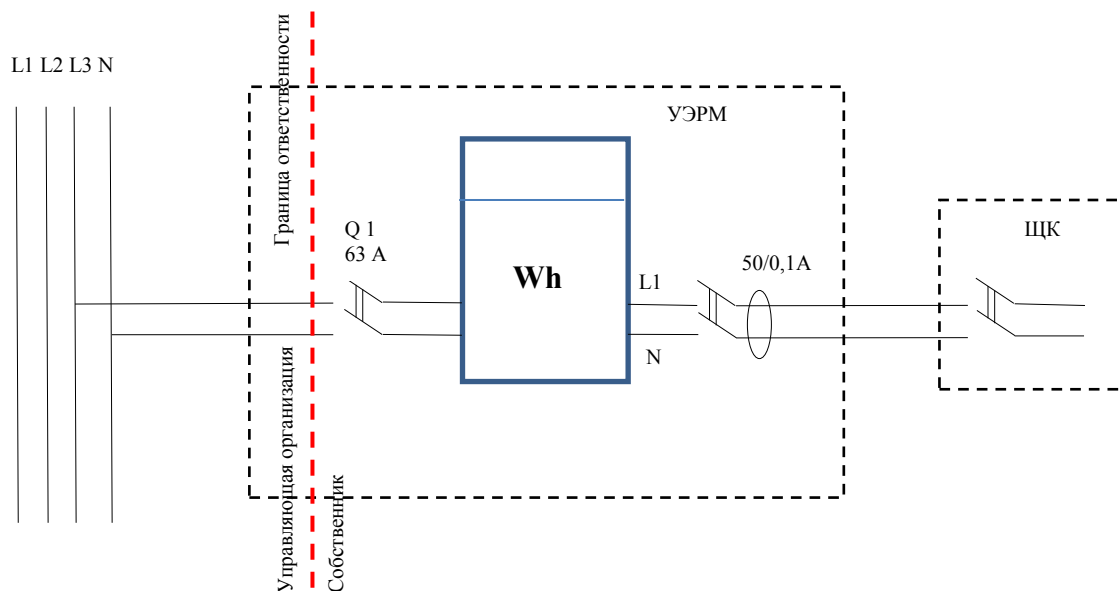 L1 L2 L3 N
Граница ответственности
УЭРМ
Q 1
63 А
Wh
L1
N
50/0,1А
ЩК
Управляющая организация
Собственник